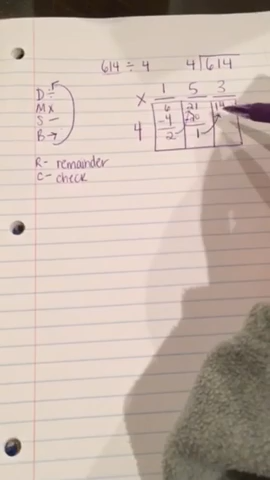 614 ÷ 4 4⟌614
D ÷
M x
S −
B →
R- remainder
C- check
x 1 5 3
4
6 21 14
-4 -20
2 1